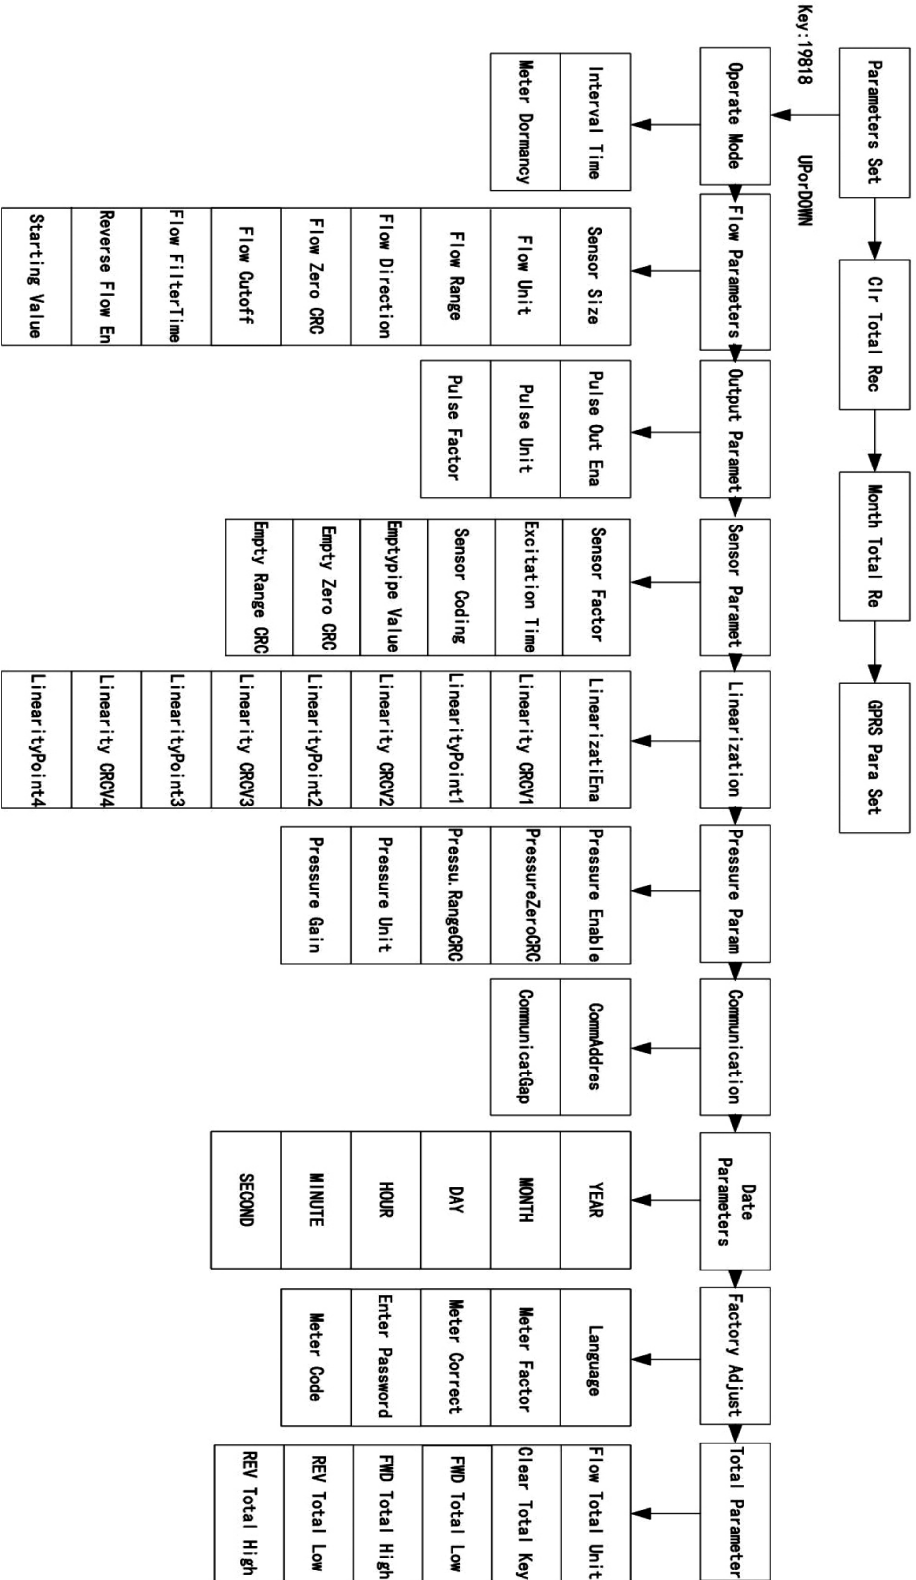 Parameters Set
Clr Total Rec
Month Total Re
GPRS Para Set
Key:19818
UPorDOWN
Operate Mode
Flow Parameters
Output Paramet
Sensor Paramet
Linearization
Pressure Param
Communication
Date
Parameters
Factory Adjust
Total Parameter
Interval Time
Meter Dormancy
Sensor Size
Flow Unit
Flow Range
Flow Direction
Flow Zero CRC
Flow Cutoff
Flow FilterTime
Reverse Flow En
Starting Value
Pulse Out Ena
Pulse Unit
Pulse Factor
Sensor Factor
Excitation Time
Sensor Coding
Emptypipe Value
Empty Zero CRC
Empty Range CRC
LinearizatiEna
Linearity CRCV1
LinearityPoint1
Linearity CRCV2
LinearityPoint2
Linearity CRCV3
LinearityPoint3
Linearity CRCV4
LinearityPoint4
Pressure Enable
PressureZeroCRC
Pressu.RangeCRC
Pressure Unit
Pressure Gain
CommAddres
CommunicatGap
YEAR
MONTH
DAY
HOUR
MINUTE
SECOND
Language
Meter Factor
Meter Correct
Enter Password
Meter Code
Flow Total Unit
Clear Total Key
FWD Total Low
FWD Total High
REV Total Low
REV Total High